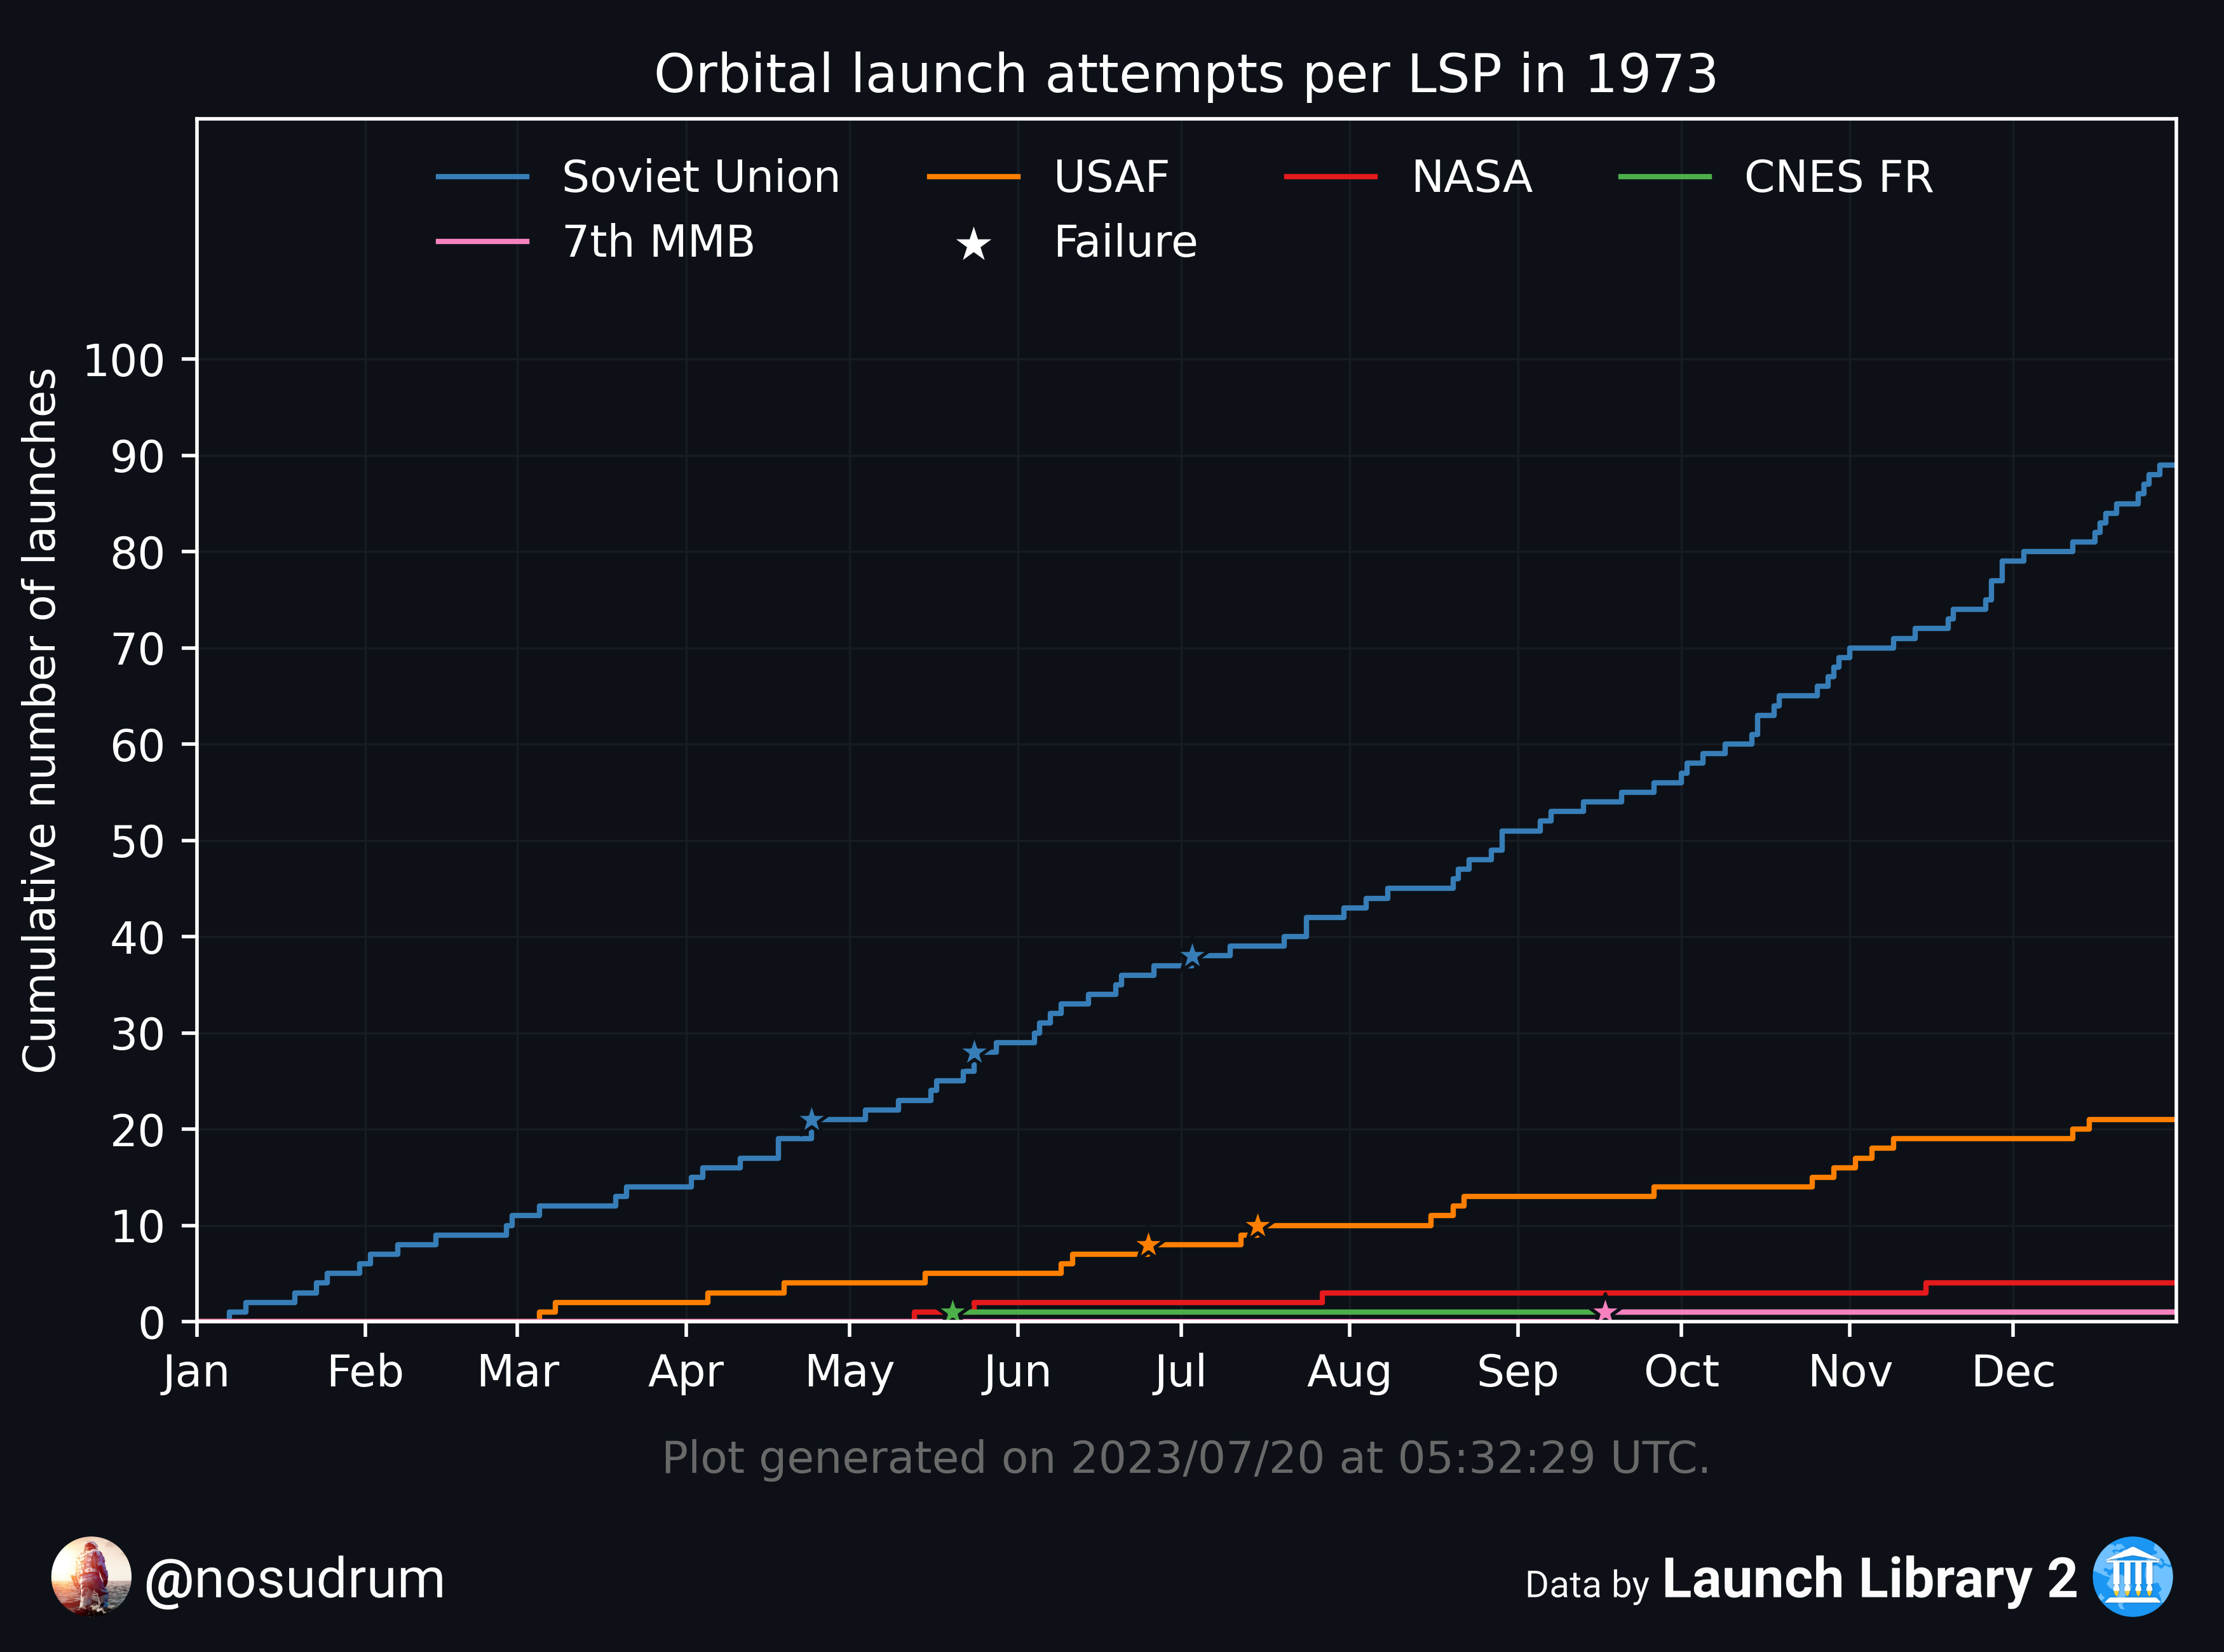 Orbital launch attempts per LSP in 1973
Soviet Union USAF NASA CNES FR
7th MMB Failure
Cumulative number of launches
100
90
80
70
60
50
40
30
20
10
0
Jan Feb Mar Apr May Jun Jul Aug Sep Oct Nov Dec
Plot generated on 2023/07/20 at 05:32:29 UTC.
@nosudrum
Data by Launch Library 2